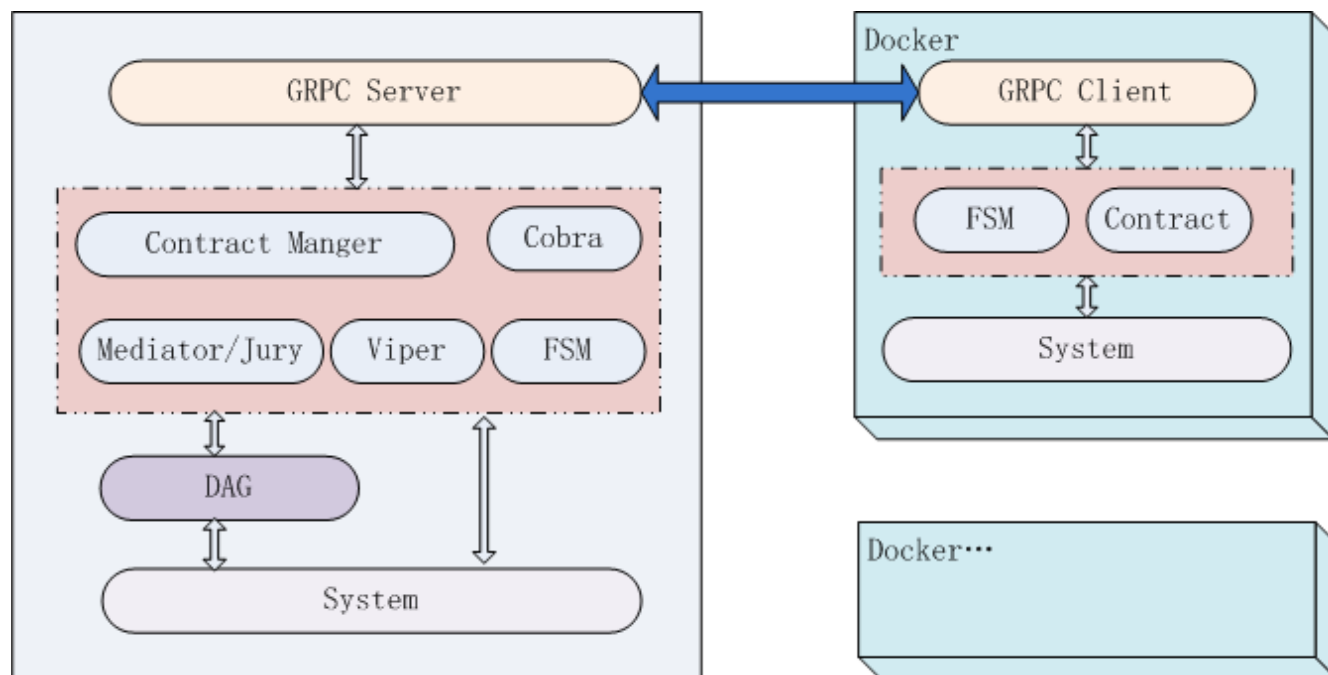 Docker
GRPC Server
GRPC Client
Contract Manger
Cobra
FSM
Contract
Mediator/Jury
Viper
FSM
System
DAG
Docker…
System